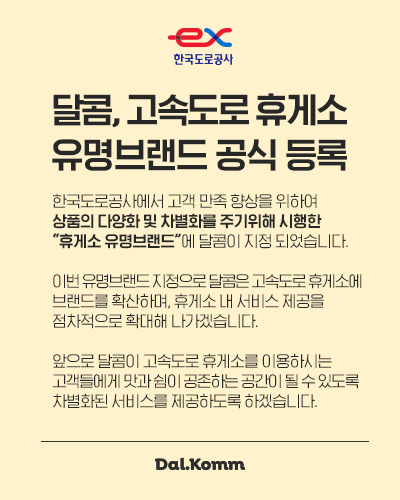 ex
한국도로공사
달콤, 고속도로 휴게소
유명브랜드 공식 등록
한국도로공사에서 고객 만족 향상을 위하여
상품의 다양화 및 차별화를 주기위해 시행한
“휴게소 유명브랜드”에 달콤이 지정 되었습니다.
이번 유명브랜드 지정으로 달콤은 고속도로 휴게소에
브랜드를 확산하며, 휴게소 내 서비스 제공을
점차적으로 확대해 나가겠습니다.
앞으로 달콤이 고속도로 휴게소를 이용하시는
고객들에게 맛과 쉼이 공존하는 공간이 될 수 있도록
차별화된 서비스를 제공하도록 하겠습니다.
Dal.Komm